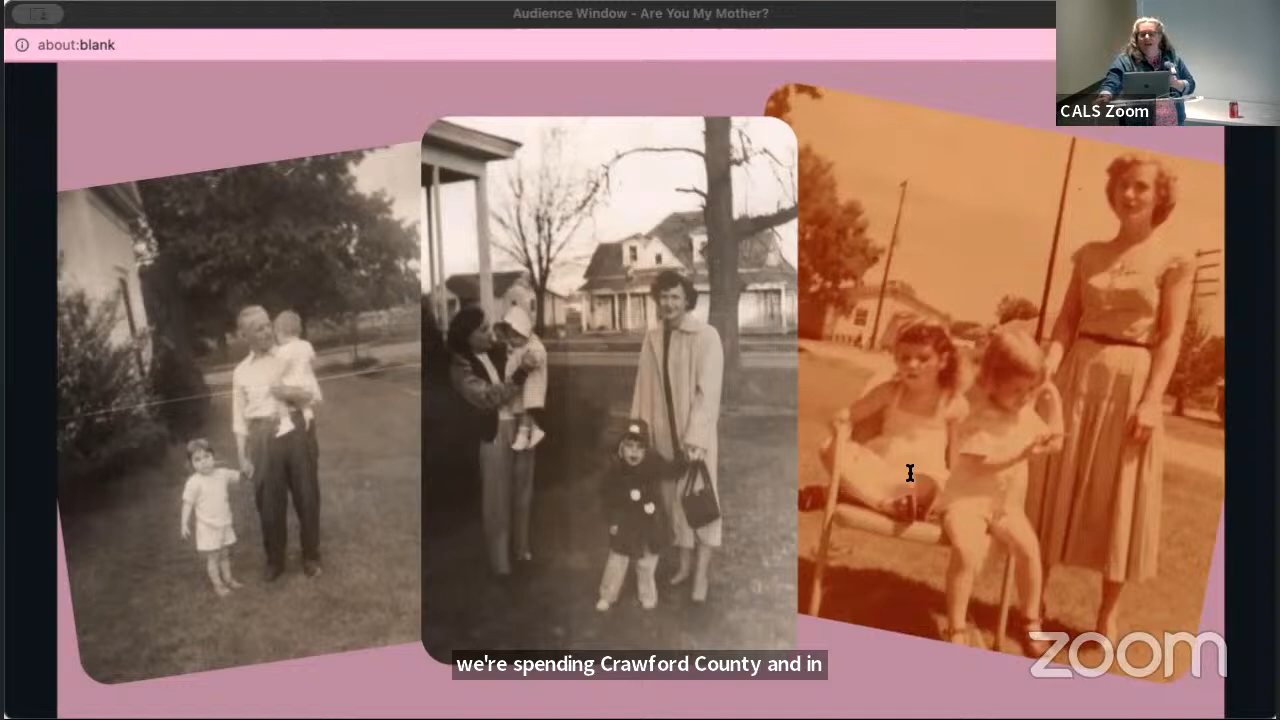 Audience Window - Are You My Mother?
about:blank
CALS Zoom
we're spending Crawford County and in
zoom